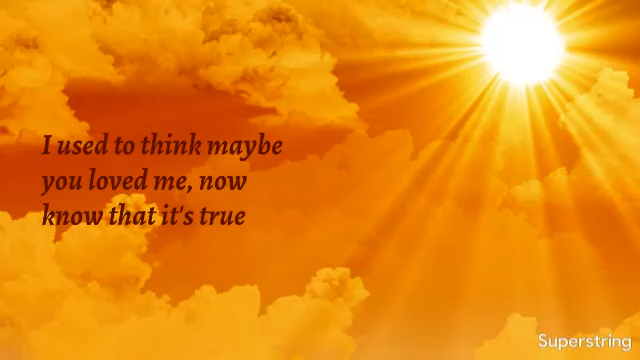 I used to think maybe
you loved me, now
know that it's true
Superstring